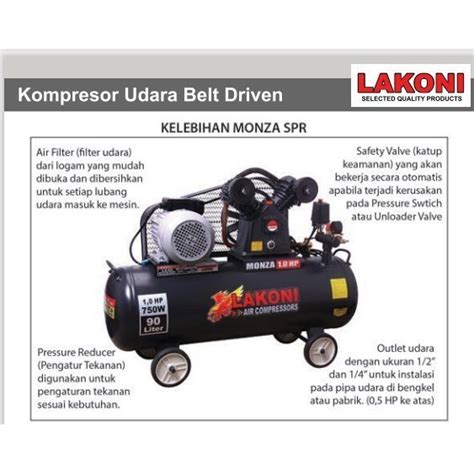 Kompresor Udara Belt Driven
LAKONI
SELECTED QUALITY PRODUCTS
KELEBIHAN MONZA SPR
Air Filter (filter udara)
dari logam yang mudah
dibuka dan dibersihkan
untuk setiap lubang
udara masuk ke mesin.
Safety Valve (katup
keamanan) yang akan
bekerja secara otomatis
apabila terjadi kerusakan
pada Pressure Swtich
atau Unloader Valve
MONZA 1.0 HP
LAKONI
AIR COMPRESSORS
1,0 HP
750W
90
Liter
Pressure Reducer
(Pengatur Tekanan)
digunakan untuk
pengaturan tekanan
sesuai kebutuhan.
Outlet udara
dengan ukuran 1/2"
dan 1/4" untuk instalasi
pada pipa udara di bengkel
atau pabrik. (0,5 HP ke atas)